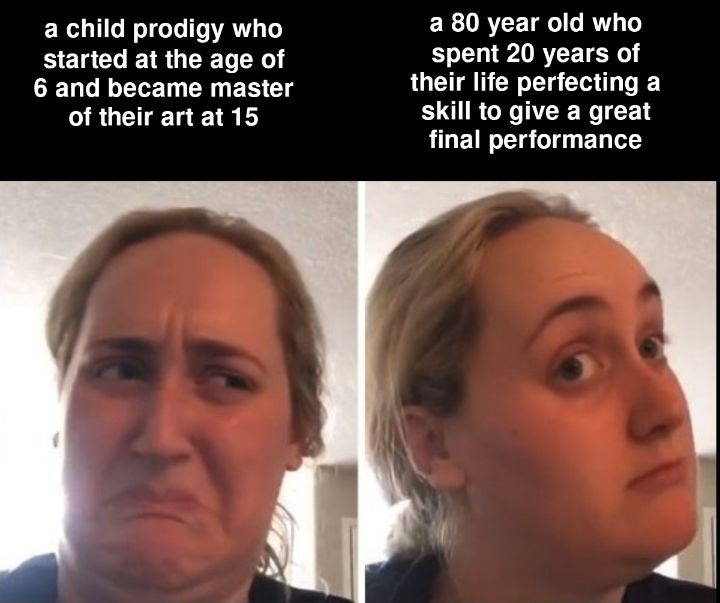 a child prodigy who
started at the age of
6 and became master
of their art at 15
a 80 year old who
spent 20 years of
their life perfecting a
skill to give a great
final performance